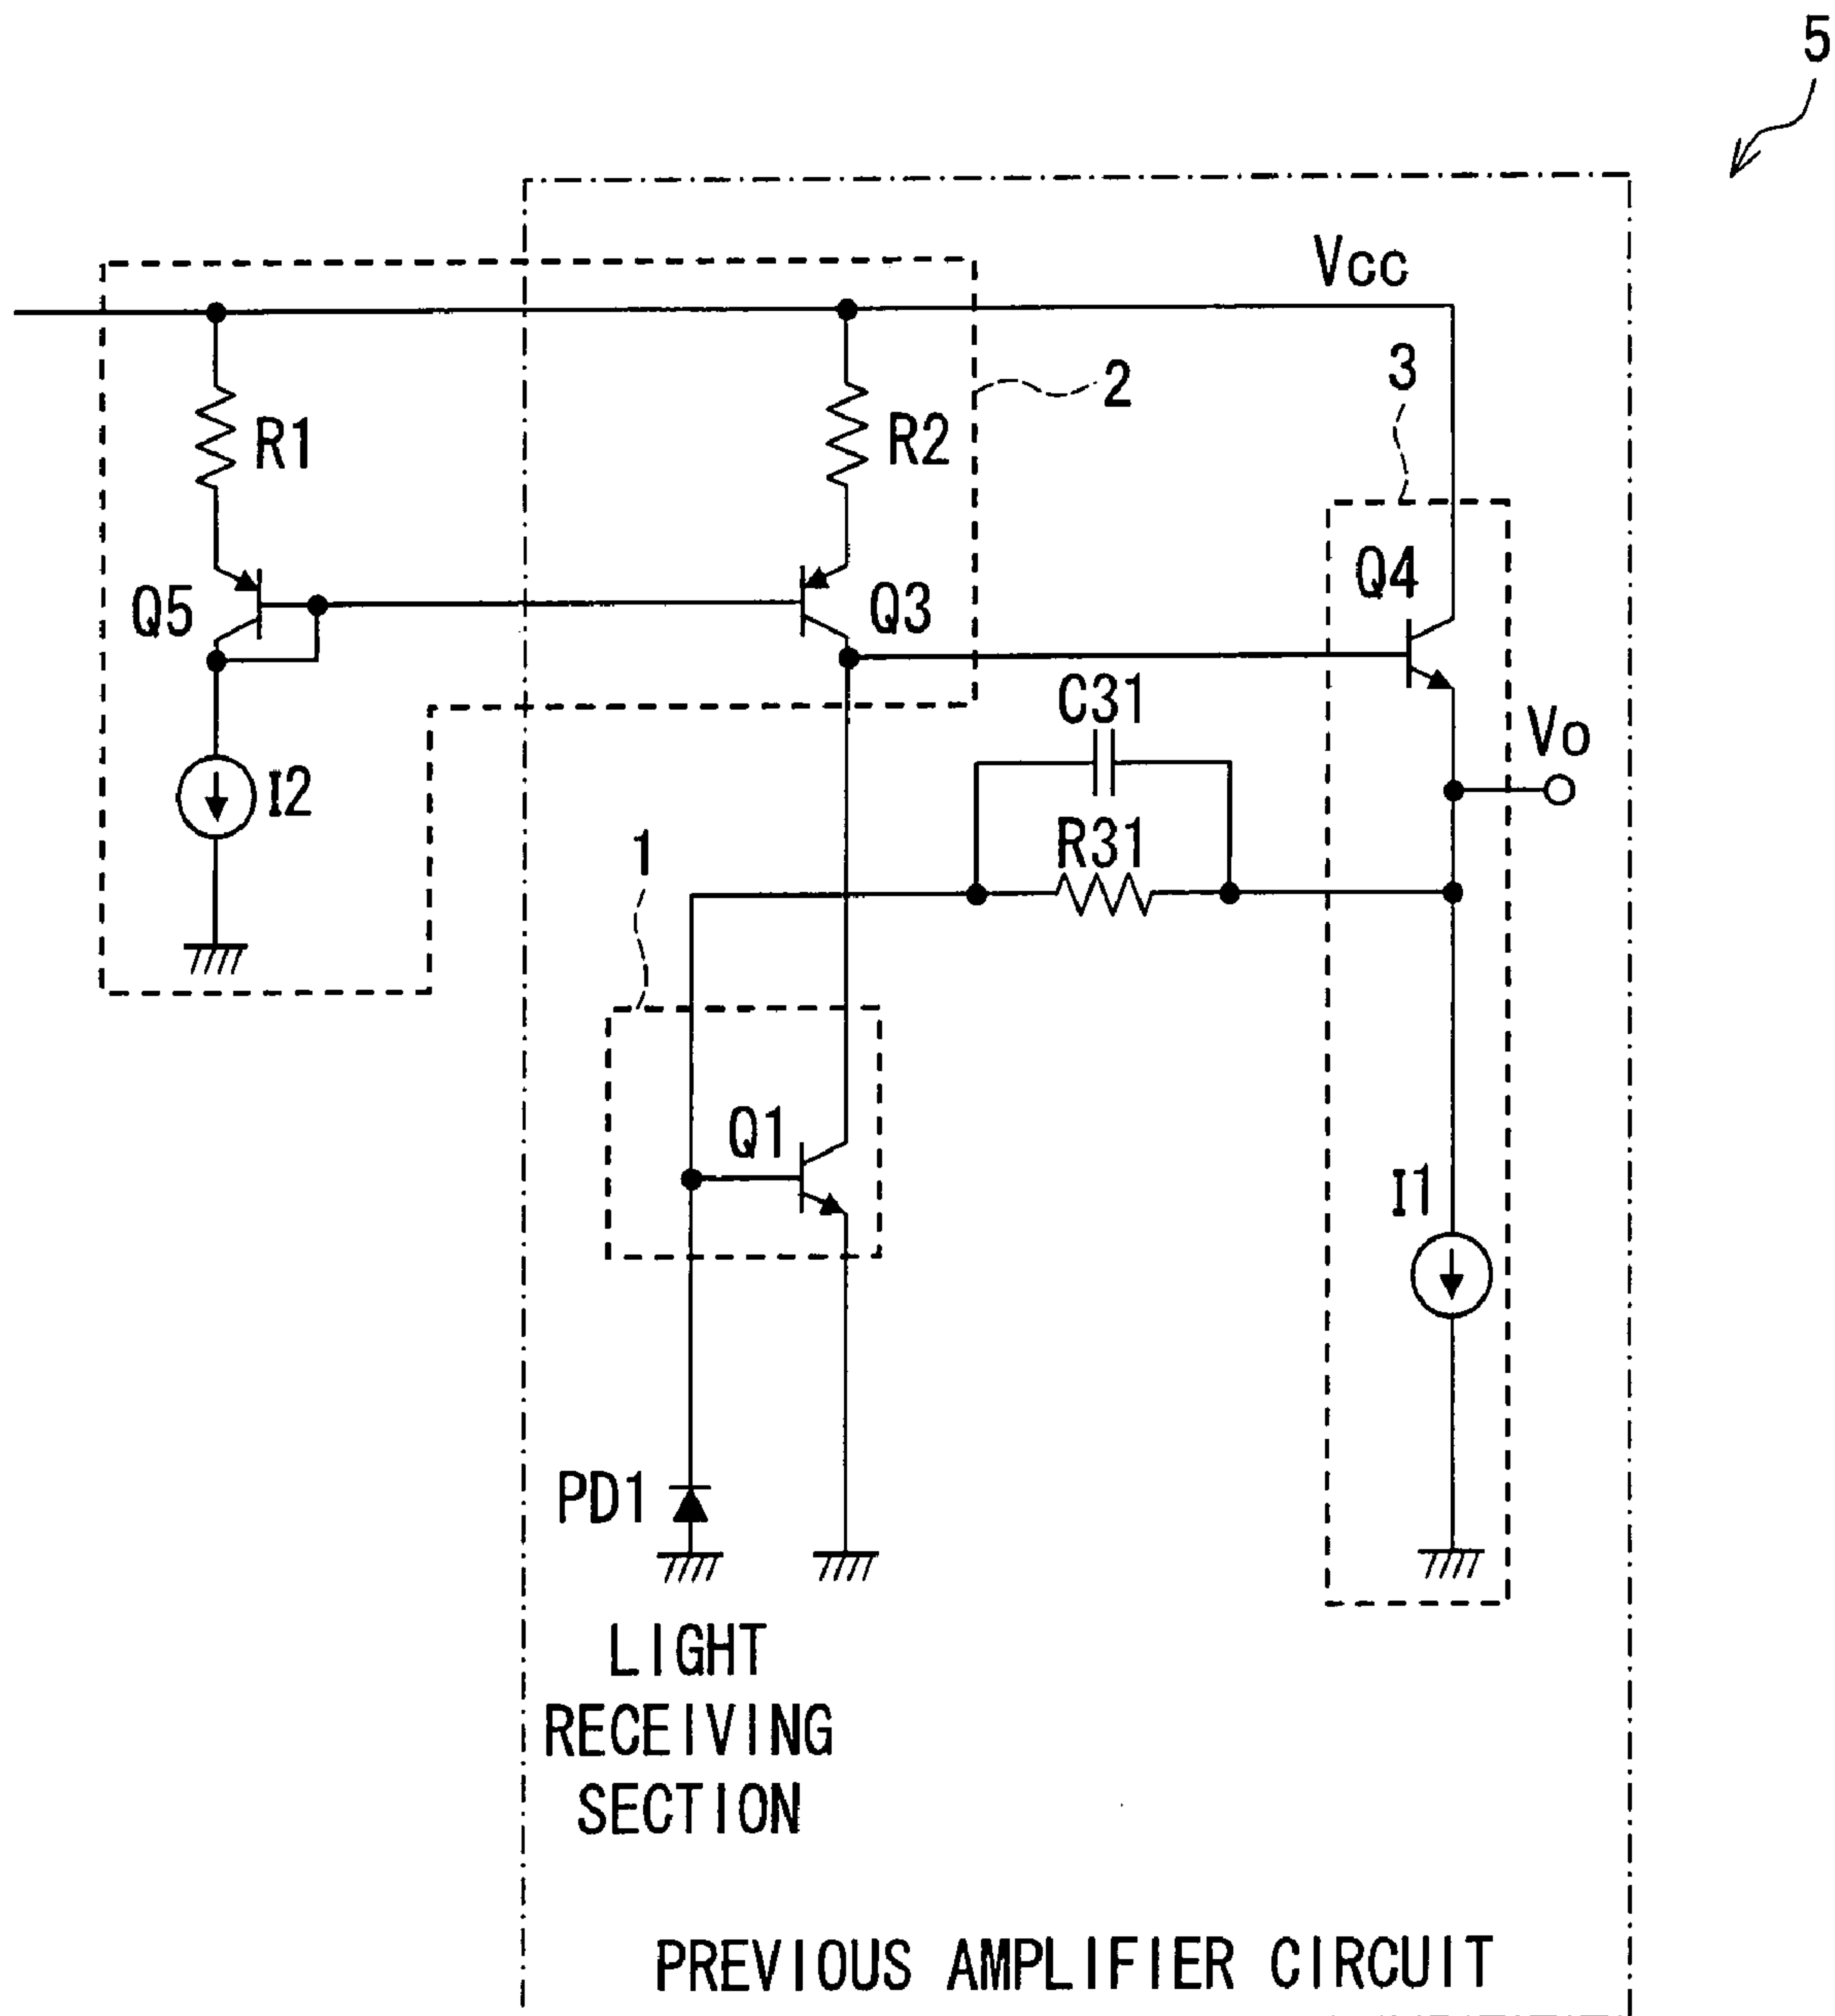 5
Vcc
2
3
R1
R2
Q4
Q5
Q3
C31
Vo
I2
R31
1
Q1
I1
PD1
LIGHT
RECEIVING
SECTION
PREVIOUS AMPLIFIER CIRCUIT